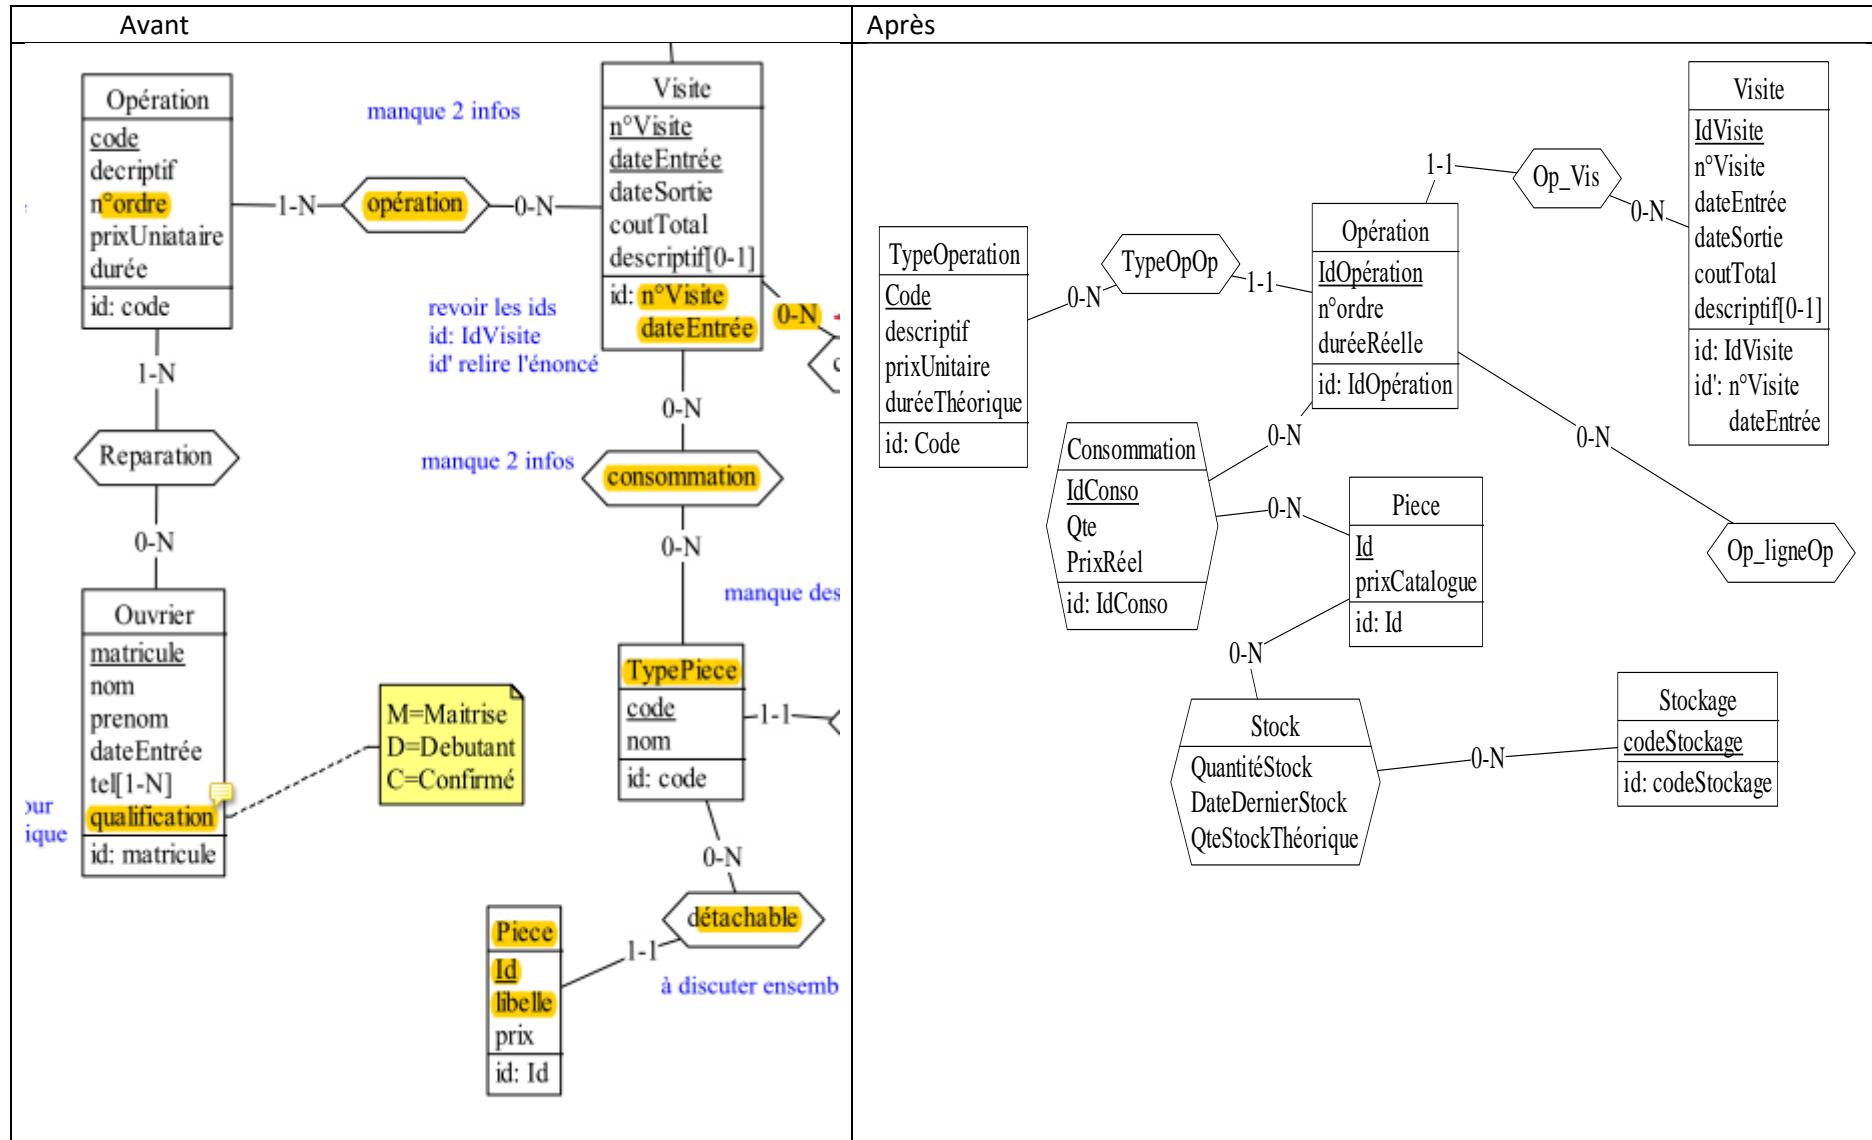 Avant
Opération
code
decriptif
n°ordre
prixUniataire
durée
id: code
manque 2 infos
1-N
opération
0-N
Visite
n°Visite
dateEntrée
dateSortie
coutTotal
descriptif[0-1]
id: n°Visite
dateEntrée
revoir les ids
id: IdVisite
id' relire l'énoncé
0-N
1-N
Reparation
0-N
0-N
manque 2 infos
consommation
0-N
manque des
Ouvrier
matricule
nom
prenom
dateEntrée
tel[1-N]
qualification
id: matricule
M=Maitrise
D=Debutant
C=Confirmé
our
ique
TypePiece
code
nom
id: code
1-1
0-N
détachable
1-1
à discuter ensemb
Piece
Id
libelle
prix
id: Id
Après
Visite
IdVisite
n°Visite
dateEntrée
dateSortie
coutTotal
descriptif[0-1]
id: IdVisite
id': n°Visite
dateEntrée
1-1
Op_Vis
0-N
TypeOperation
Code
descriptif
prixUnitaire
duréeThéorique
id: Code
0-N
TypeOpOp
1-1
Opération
IdOpération
n°ordre
duréeRéelle
id: IdOpération
0-N
0-N
Op_ligneOp
Consommation
IdConso
Qte
PrixRéel
id: IdConso
0-N
Piece
Id
prixCatalogue
id: Id
0-N
Stock
QuantitéStock
DateDernierStock
QteStockThéorique
0-N
Stockage
codeStockage
id: codeStockage